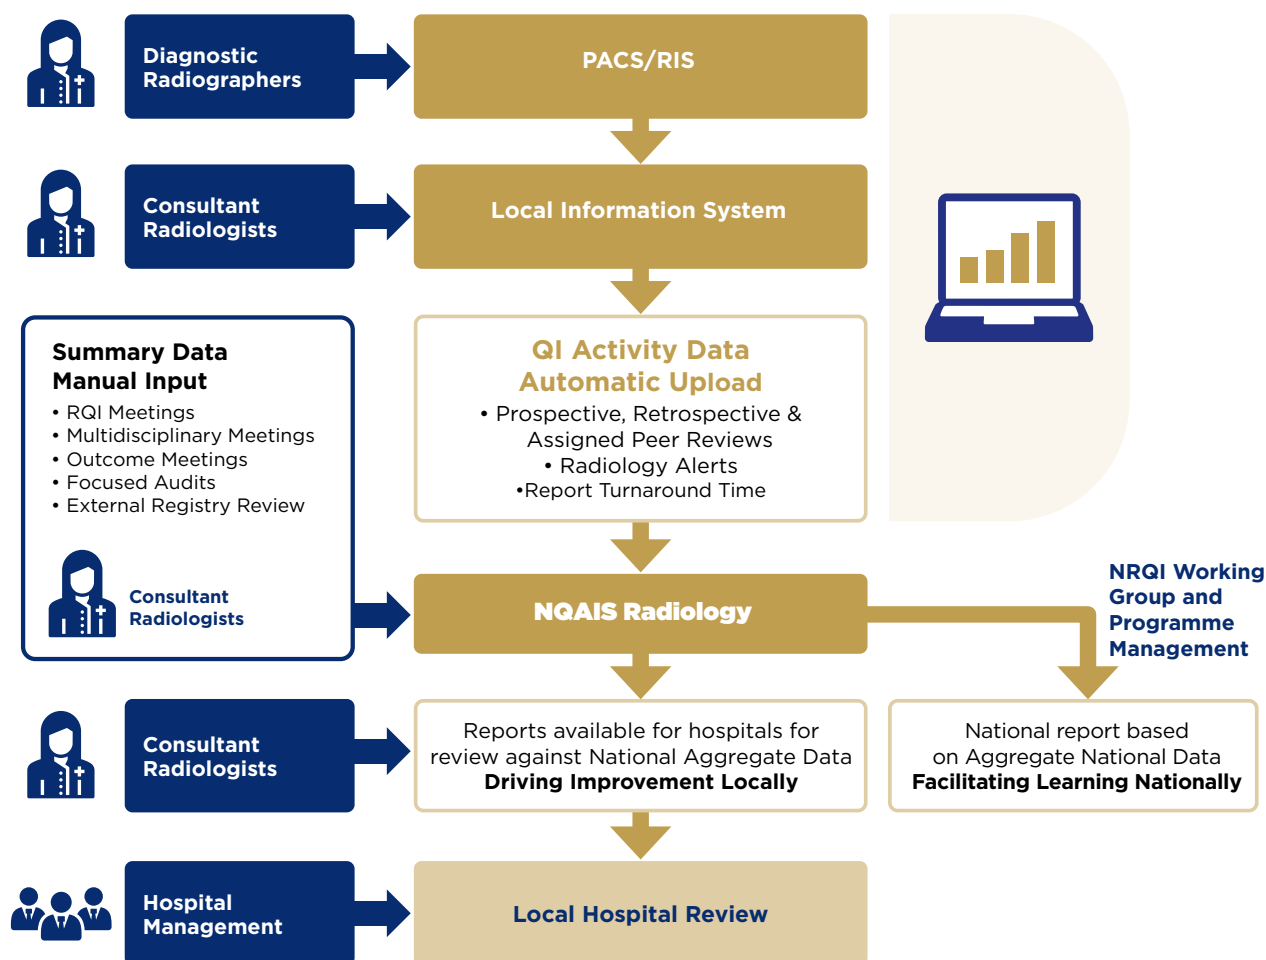 Diagnostic
Radiographers
PACS/RIS
Consultant
Radiologists
Local Information System
Summary Data
Manual Input
• RQI Meetings
• Multidisciplinary Meetings
• Outcome Meetings
• Focused Audits
• External Registry Review
Consultant
Radiologists
QI Activity Data
Automatic Upload
• Prospective, Retrospective &
Assigned Peer Reviews
• Radiology Alerts
•Report Turnaround Time
NQAIS Radiology
NRQI Working
Group and
Programme
Management
Consultant
Radiologists
Reports available for hospitals for
review against National Aggregate Data
Driving Improvement Locally
National report based
on Aggregate National Data
Facilitating Learning Nationally
Hospital
Management
Local Hospital Review